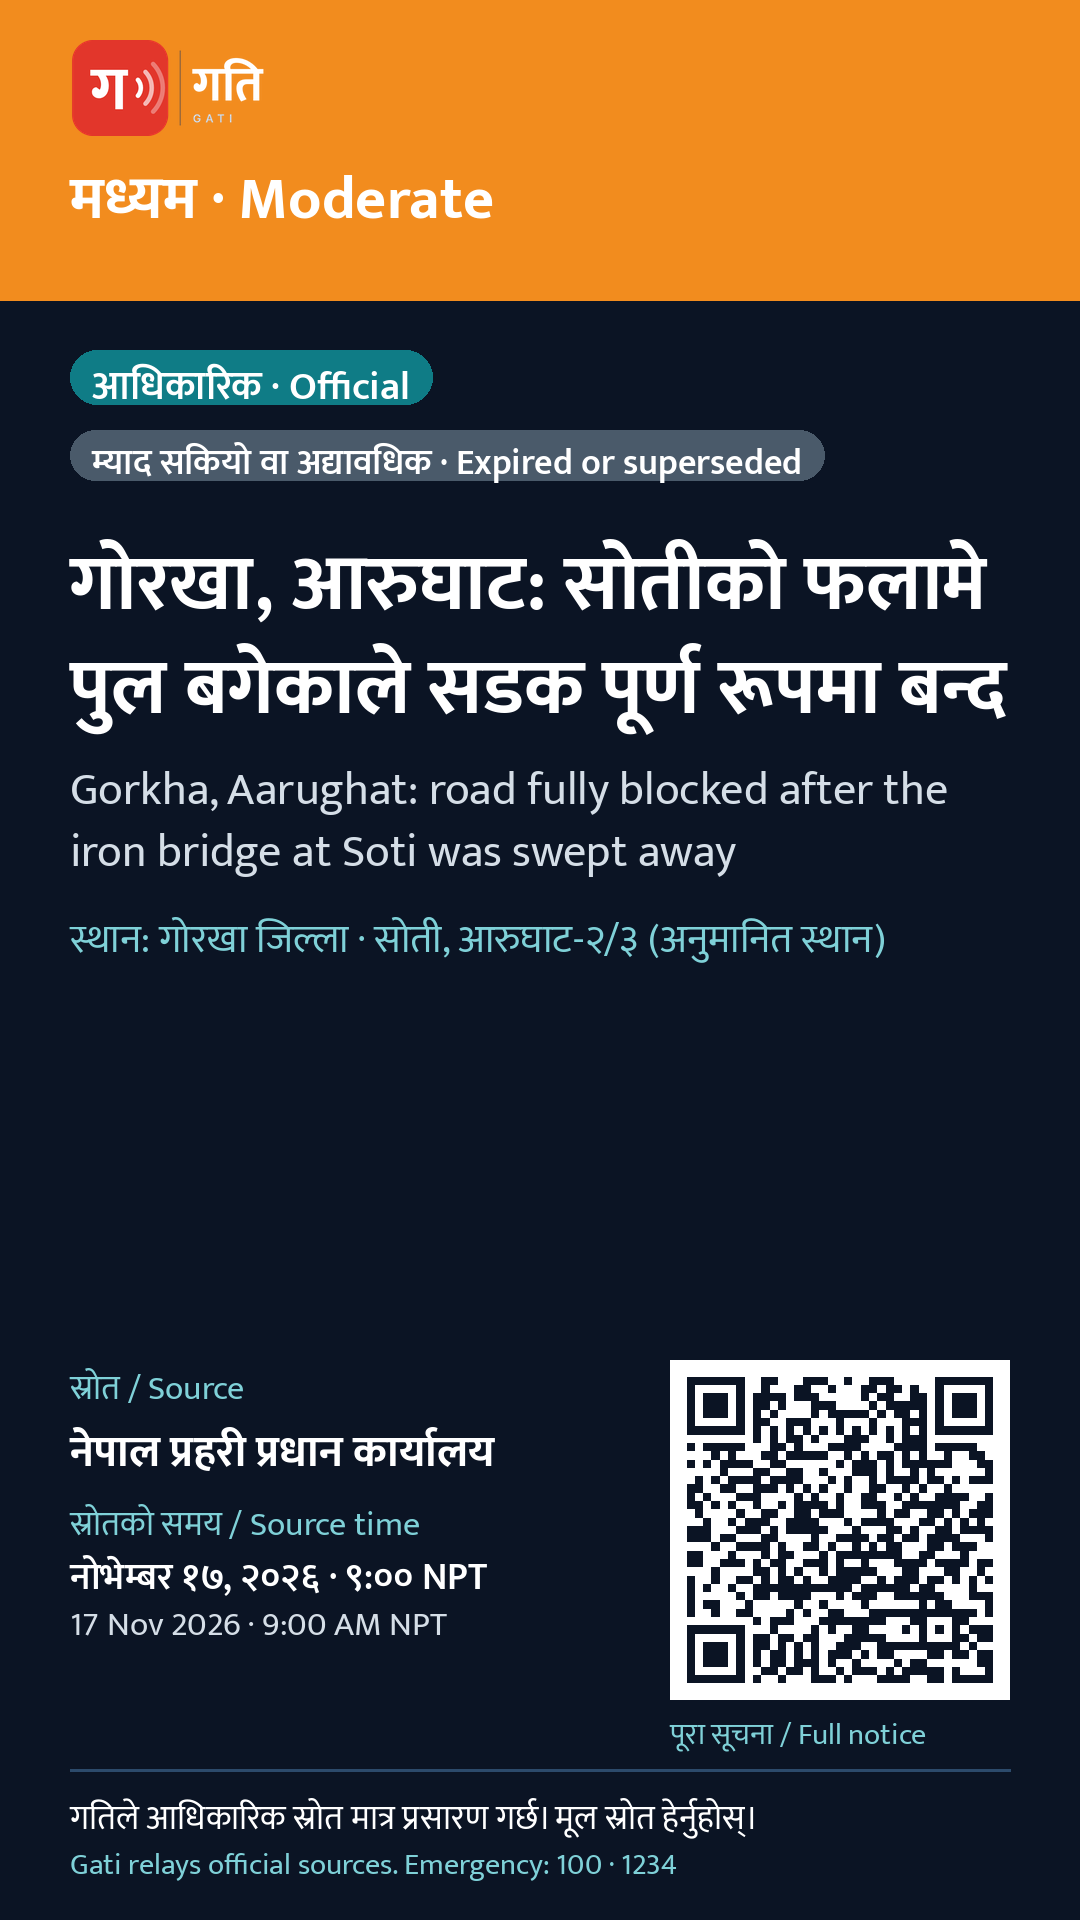 ग
गति
GATI
मध्यम · Moderate
आधिकारिक · Official
म्याद सकियो वा अद्यावधिक · Expired or superseded
गोरखा, आरुघाट: सोतीको फलामे
पुल बगेकाले सडक पूर्ण रूपमा बन्द
Gorkha, Aarughat: road fully blocked after the
iron bridge at Soti was swept away
स्थान: गोरखा जिल्ला · सोती, आरुघाट-२/३ (अनुमानित स्थान)
स्रोत / Source
नेपाल प्रहरी प्रधान कार्यालय
स्रोतको समय / Source time
नोभेम्बर १७, २०२६ · ९:०० NPT
17 Nov 2026 · 9:00 AM NPT
पूरा सूचना / Full notice
गतिले आधिकारिक स्रोत मात्र प्रसारण गर्छ। मूल स्रोत हेर्नुहोस्।
Gati relays official sources. Emergency: 100 · 1234